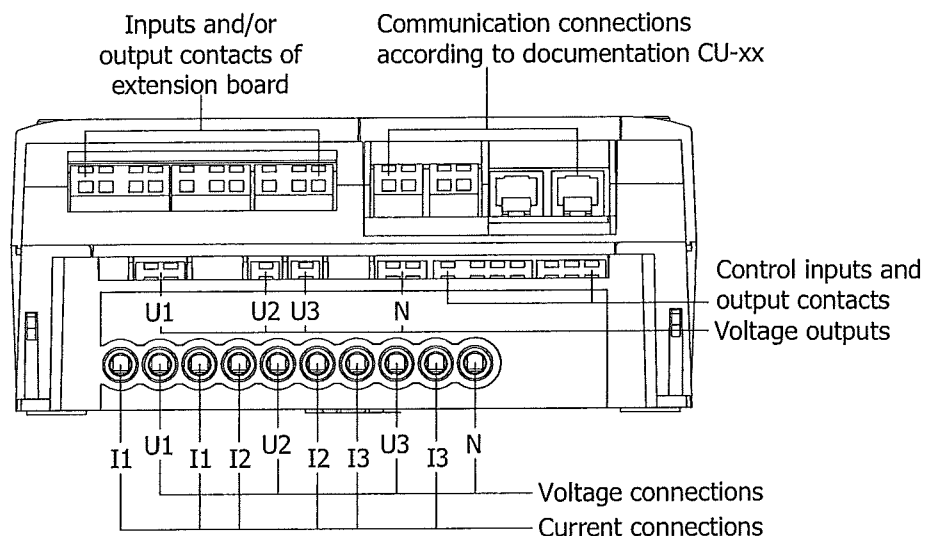 Inputs and/or
output contacts of
extension board
Communication connections
according to documentation CU-xx
Control inputs and
output contacts
U1 U2 U3 N
Voltage outputs
I1 U1 I1 I2 U2 I2 I3 U3 I3 N
Voltage connections
Current connections